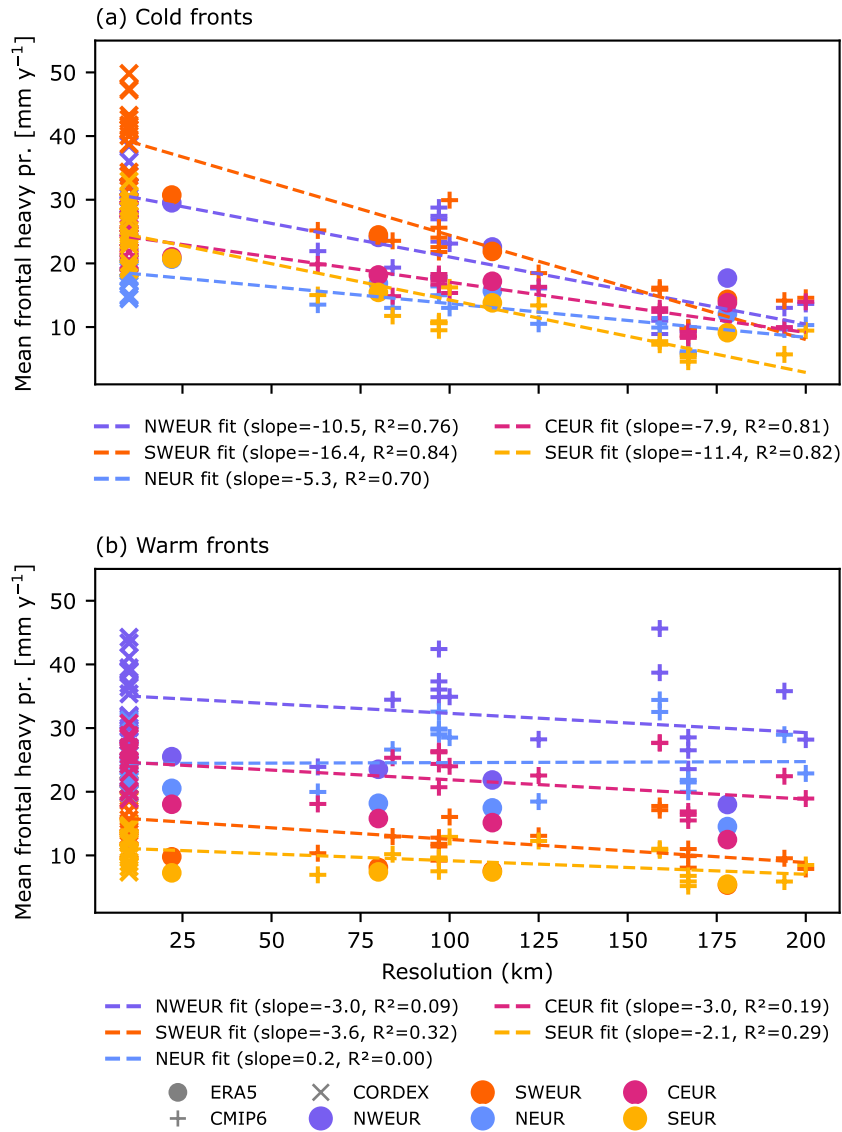 (a) Cold fronts
Mean frontal heavy pr. [mm y⁻¹]
50
40
30
20
10
NWEUR fit (slope=-10.5, R²=0.76)
SWEUR fit (slope=-16.4, R²=0.84)
NEUR fit (slope=-5.3, R²=0.70)
CEUR fit (slope=-7.9, R²=0.81)
SEUR fit (slope=-11.4, R²=0.82)
(b) Warm fronts
Mean frontal heavy pr. [mm y⁻¹]
50
40
30
20
10
25 50 75 100 125 150 175 200
Resolution (km)
NWEUR fit (slope=-3.0, R²=0.09)
SWEUR fit (slope=-3.6, R²=0.32)
NEUR fit (slope=0.2, R²=0.00)
CEUR fit (slope=-3.0, R²=0.19)
SEUR fit (slope=-2.1, R²=0.29)
ERA5
CMIP6
CORDEX
NWEUR
SWEUR
NEUR
CEUR
SEUR